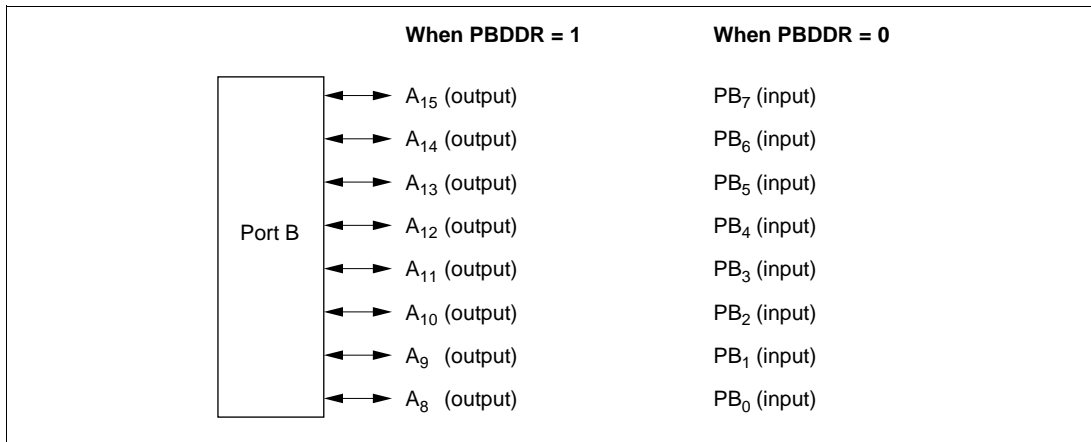 When PBDDR = 1 When PBDDR = 0
A15 (output) PB7 (input)
A14 (output) PB6 (input)
A13 (output) PB5 (input)
Port B A12 (output) PB4 (input)
A11 (output) PB3 (input)
A10 (output) PB2 (input)
A9 (output) PB1 (input)
A8 (output) PB0 (input)